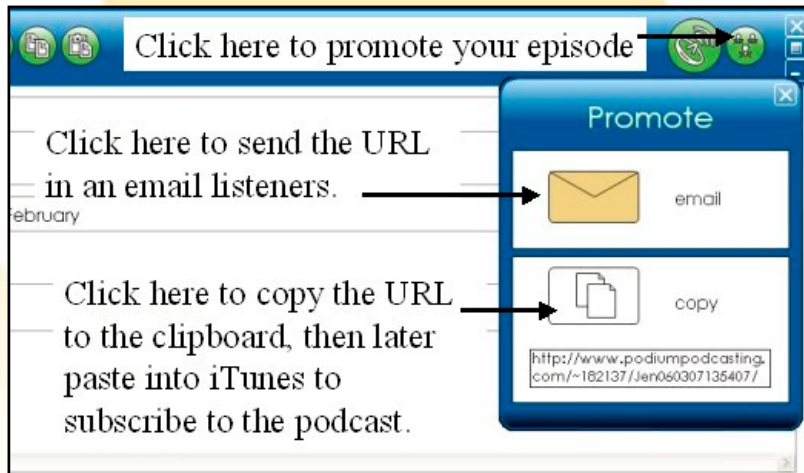 Click here to promote your episode
Promote
Click here to send the URL
in an email listeners.
email
February
Click here to copy the URL
to the clipboard, then later
paste into iTunes to
subscribe to the podcast.
copy
http://www.podiumpodcasting.
com/~182137/Jen060307135407/